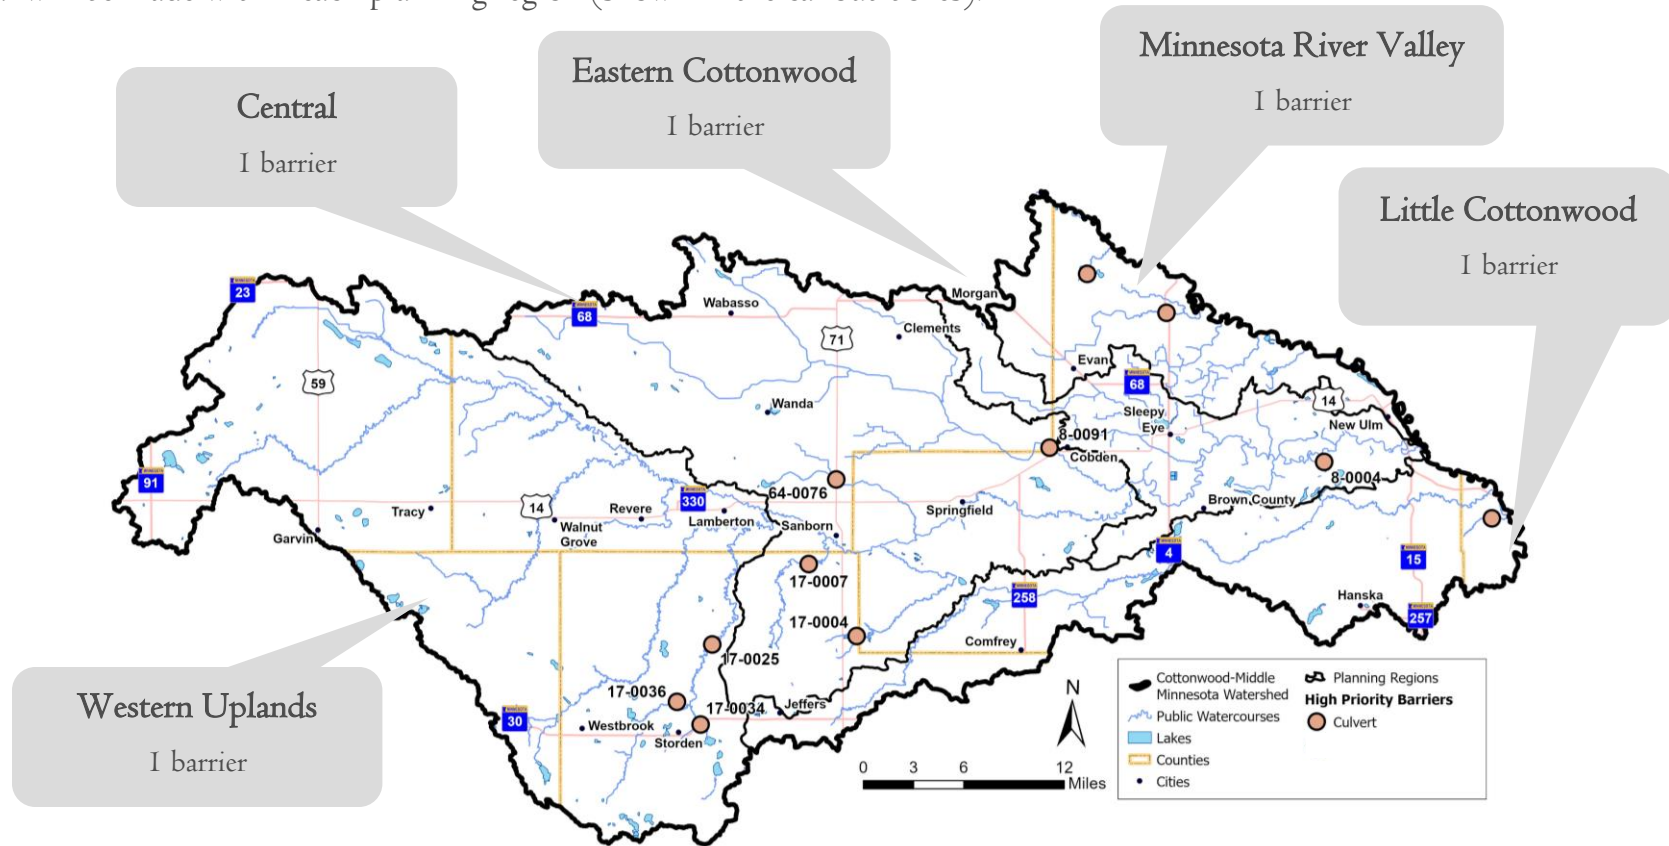 Minnesota River Valley
1 barrier
Eastern Cottonwood
1 barrier
Central
1 barrier
Little Cottonwood
1 barrier
Western Uplands
1 barrier
23
68
Wabasso
Morgan
71
Clements
59
Evan
68
Wanda
Sleepy
Eye
14
New Ulm
8-0091
Cobden
91
64-0076
8-0004
330
14
Revere
Tracy
Lamberton
Walnut
Grove
Sanborn
Springfield
Brown County
Garvin
4
15
17-0007
258
Hanska
257
17-0004
Comfrey
17-0025
17-0036
17-0034
Jeffers
30
Westbrook
Storden
N
0 3 6 12
Miles
Cottonwood-Middle
Minnesota Watershed
Public Watercourses
Lakes
Counties
Cities
Planning Regions
High Priority Barriers
Culvert